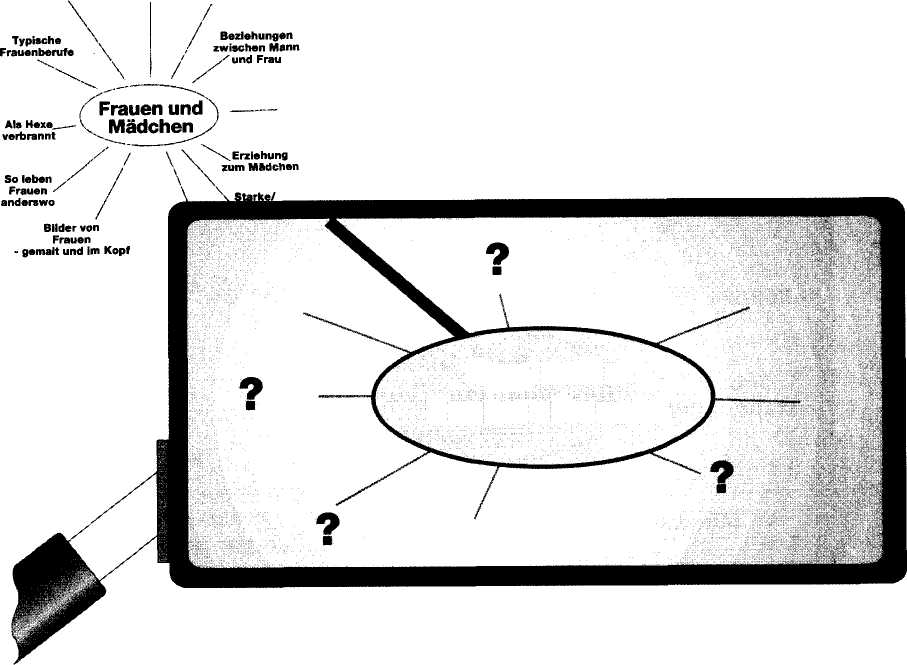 Typische
Frauenberufe
Beziehungen
zwischen Mann
und Frau
Frauen und
Mädchen
Als Hexe
verbrannt
Erziehung
zum Mädchen
So leben
Frauen
anderswo
Starke/
Bilder von
Frauen
- gemalt und im Kopf
?
?
?
?